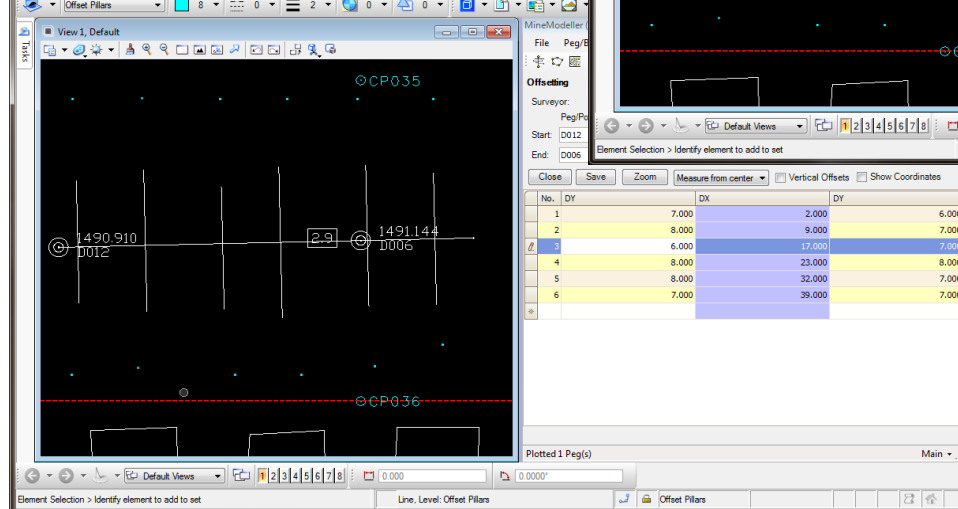 Offset Pillars 8 0 2 0 0
View 1, Default
Tasks
CP035
1490.910
D012
2.9
1491.144
D006
CP036
MineModeller (
File Peg/B
Offsetting
Surveyor:
Peg/Po
Start: D012
End: D006
Default Views 1 2 3 4 5 6 7 8
Element Selection > Identify element to add to set
Close Save Zoom Measure from center Vertical Offsets Show Coordinates
No. DY DX DY
1 7.000 2.000 6.000
2 8.000 9.000 7.000
3 6.000 17.000 7.000
4 8.000 23.000 8.000
5 8.000 32.000 7.000
6 7.000 39.000 7.000
Plotted 1 Peg(s) Main
Default Views 1 2 3 4 5 6 7 8 0.000 0.0000°
Element Selection > Identify element to add to set Line, Level: Offset Pillars Offset Pillars